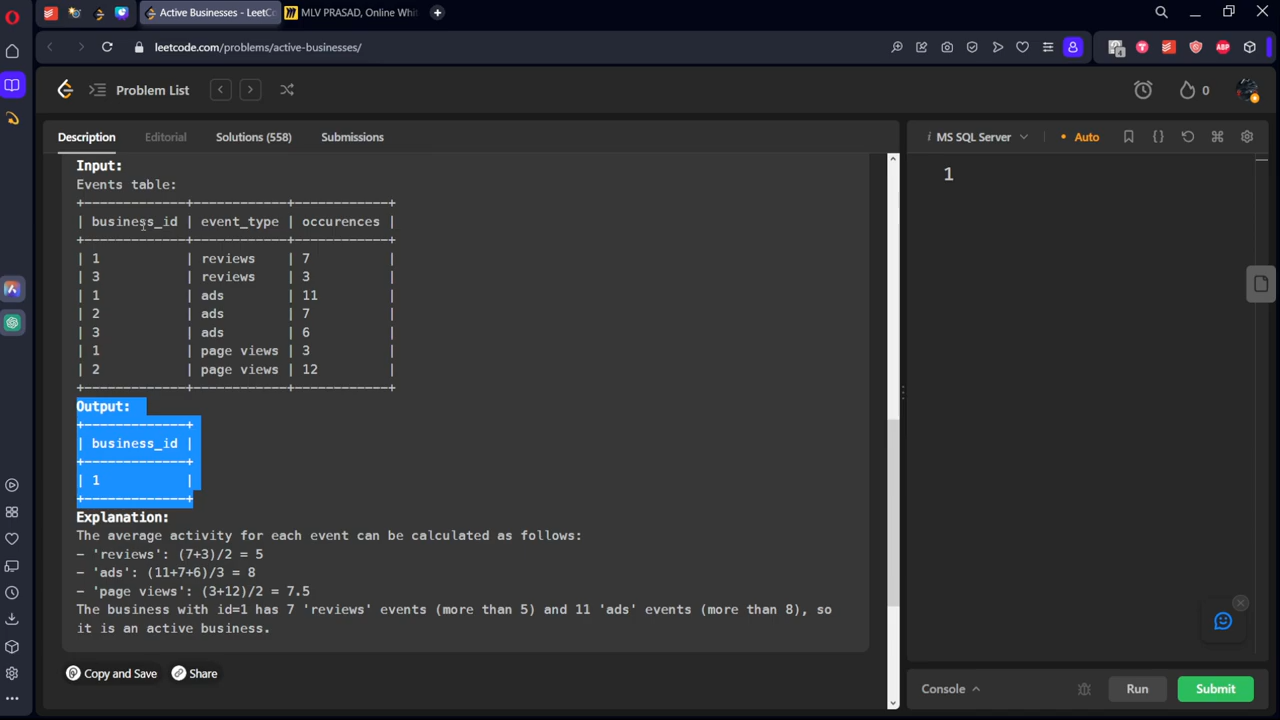 Active Businesses - LeetCo
MLV PRASAD, Online Whit
leetcode.com/problems/active-businesses/
ABP
Problem List
0
Description
Editorial
Solutions (558)
Submissions
i MS SQL Server
• Auto
Input:
Events table:
+-------------+------------+------------+
| business_id | event_type | occurences |
+-------------+------------+------------+
| 1           | reviews    | 7          |
| 3           | reviews    | 3          |
| 1           | ads        | 11         |
| 2           | ads        | 7          |
| 3           | ads        | 6          |
| 1           | page views | 3          |
| 2           | page views | 12         |
+-------------+------------+------------+
Output:
+-------------+
| business_id |
+-------------+
| 1           |
+-------------+
Explanation:
The average activity for each event can be calculated as follows:
- 'reviews': (7+3)/2 = 5
- 'ads': (11+7+6)/3 = 8
- 'page views': (3+12)/2 = 7.5
The business with id=1 has 7 'reviews' events (more than 5) and 11 'ads' events (more than 8), so
it is an active business.
Copy and Save
Share
1
Console
Run
Submit